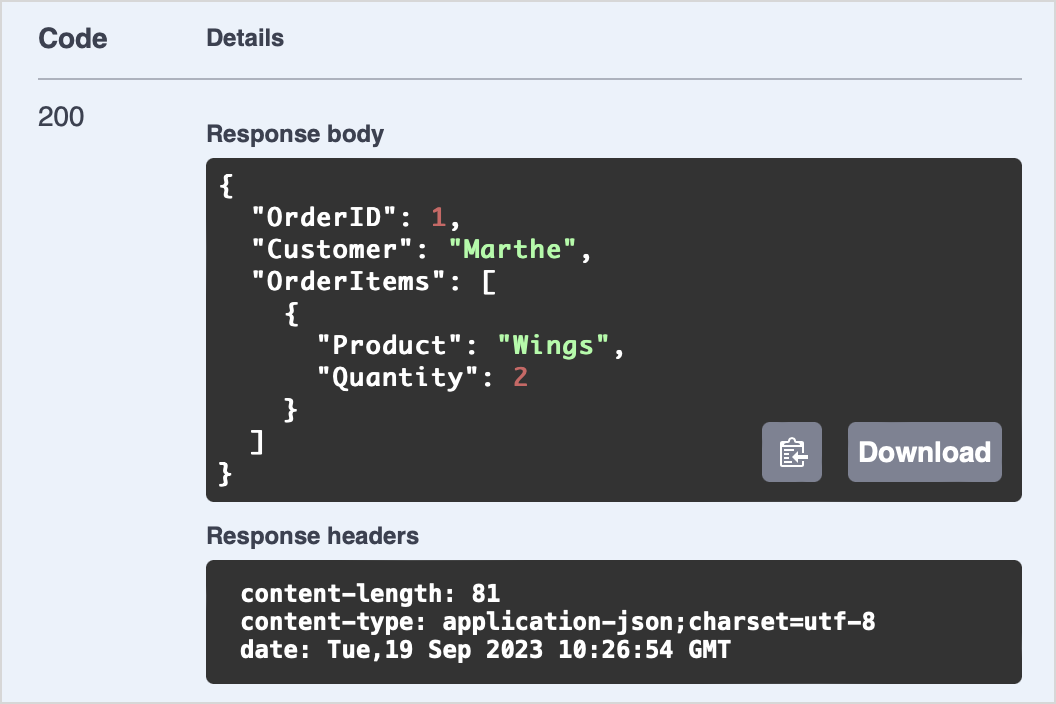 Code Details
200
Response body
{
  "OrderID": 1,
  "Customer": "Marthe",
  "OrderItems": [
    {
      "Product": "Wings",
      "Quantity": 2
    }
  ]
}
Download
Response headers
content-length: 81
content-type: application-json;charset=utf-8
date: Tue,19 Sep 2023 10:26:54 GMT